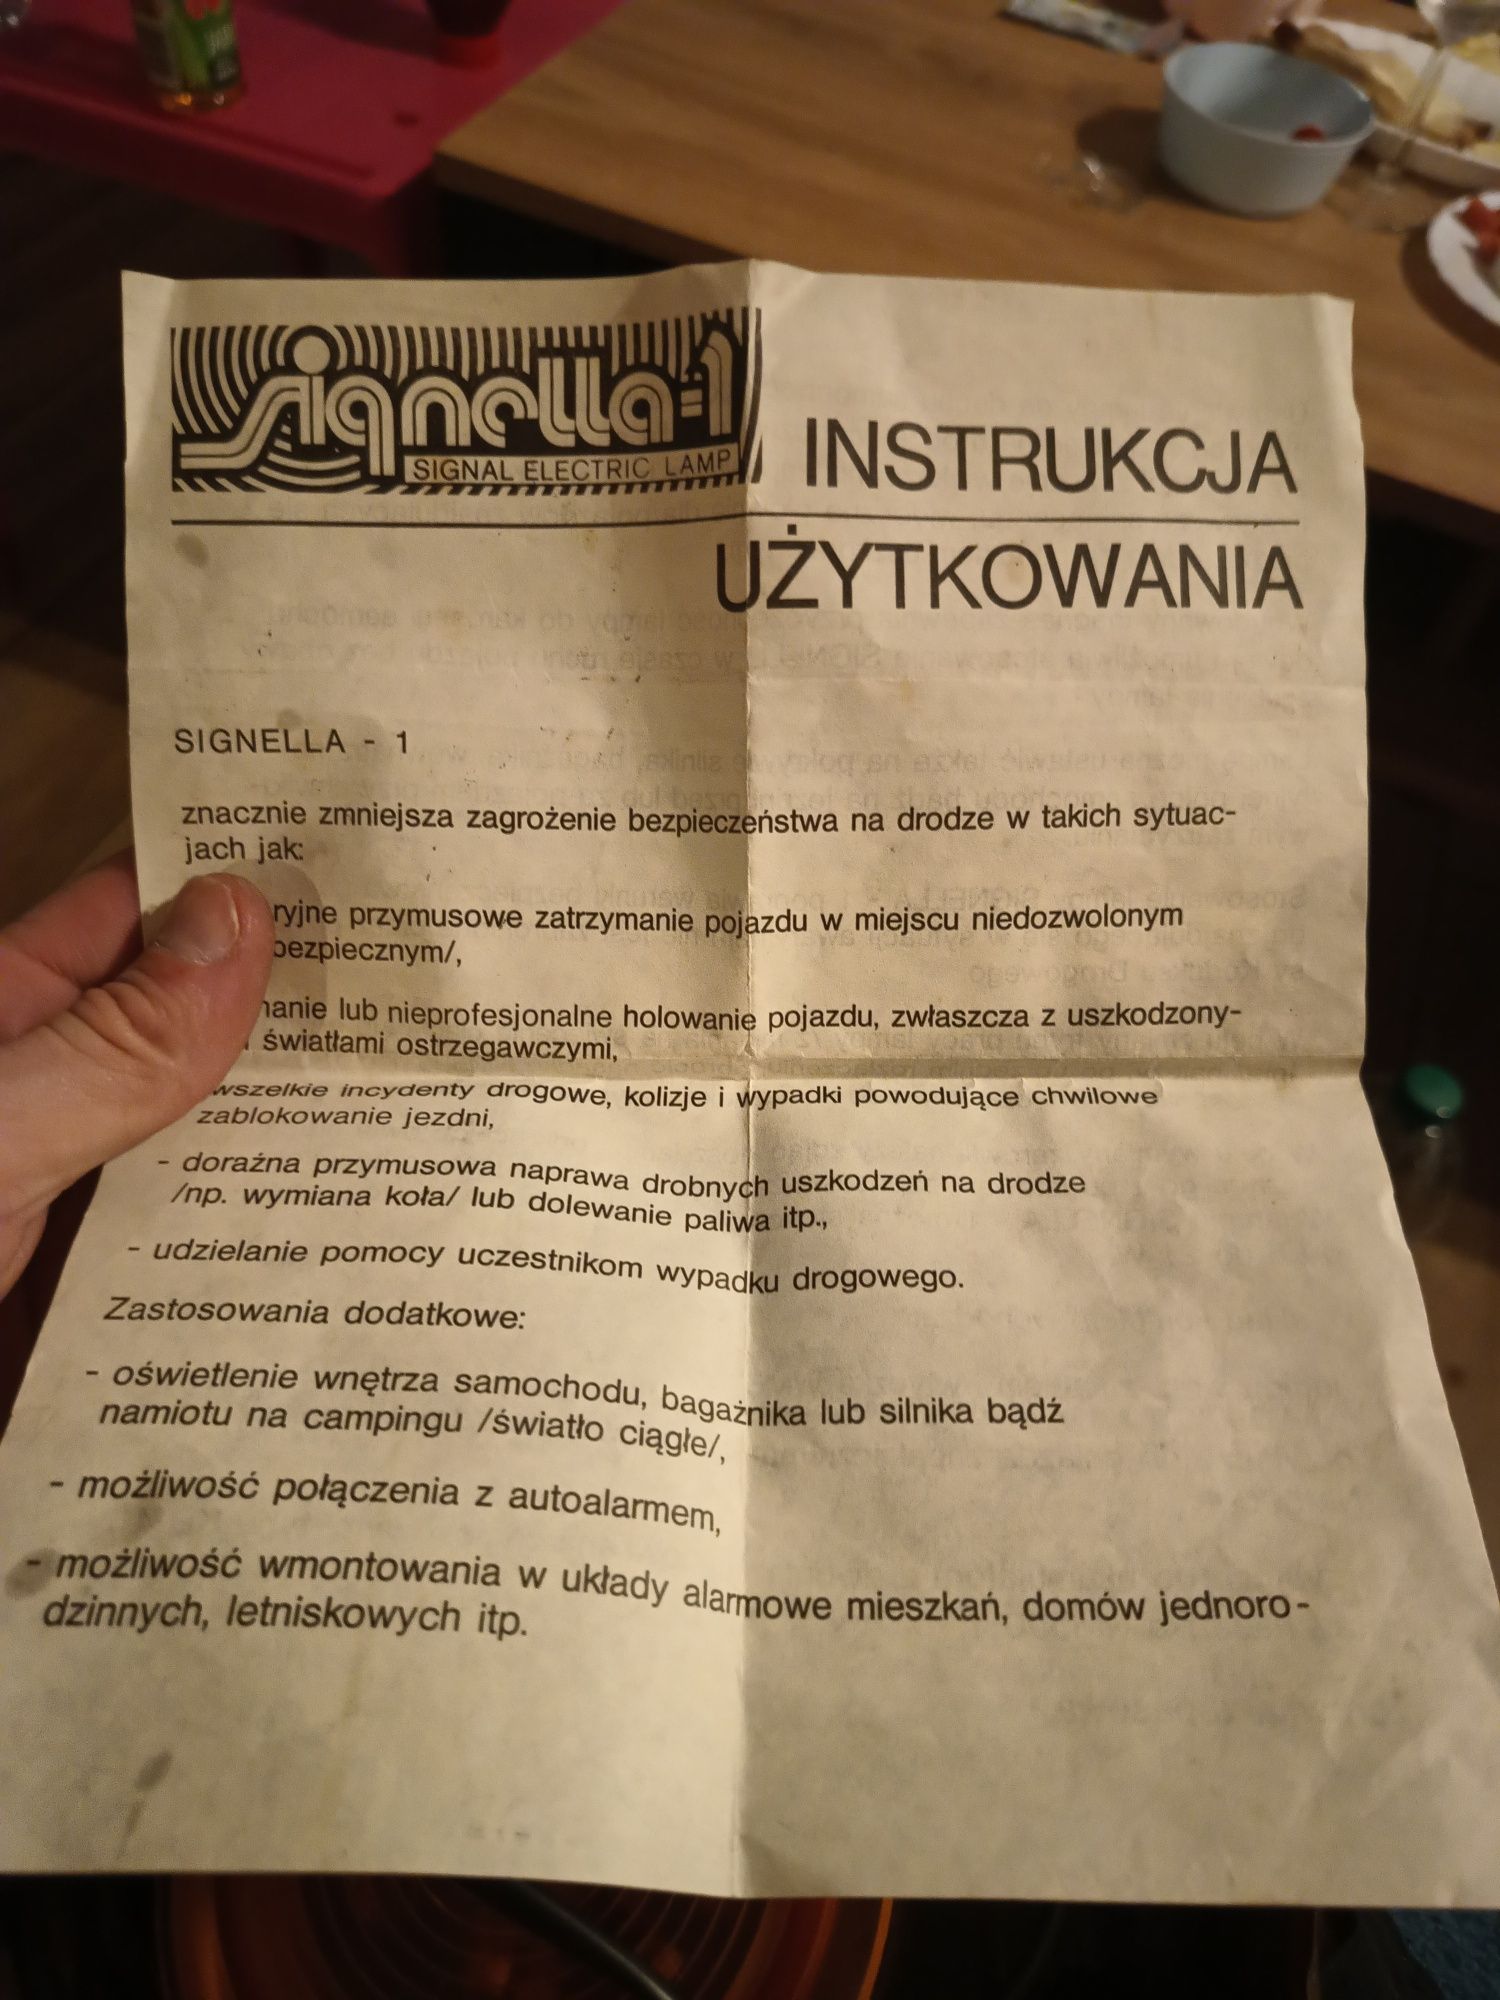 signella-1
SIGNAL ELECTRIC LAMP
INSTRUKCJA
UŻYTKOWANIA
SIGNELLA - 1
znacznie zmniejsza zagrożenie bezpieczeństwa na drodze w takich sytuac-
jach jak:
ryjne przymusowe zatrzymanie pojazdu w miejscu niedozwolonym
bezpiecznym/,
lub nieprofesjonalne holowanie pojazdu, zwłaszcza z uszkodzony-
światłami ostrzegawczymi,
wszelkie incydenty drogowe, kolizje i wypadki powodujące chwilowe
zablokowanie jezdni,
- doraźna przymusowa naprawa drobnych uszkodzeń na drodze
/np. wymiana koła/ lub dolewanie paliwa itp.,
- udzielanie pomocy uczestnikom wypadku drogowego.
Zastosowania dodatkowe:
- oświetlenie wnętrza samochodu, bagażnika lub silnika bądź
namiotu na campingu /światło ciągłe/,
- możliwość połączenia z autoalarmem,
- możliwość wmontowania w układy alarmowe mieszkań, domów jednoro-
dzinnych, letniskowych itp.